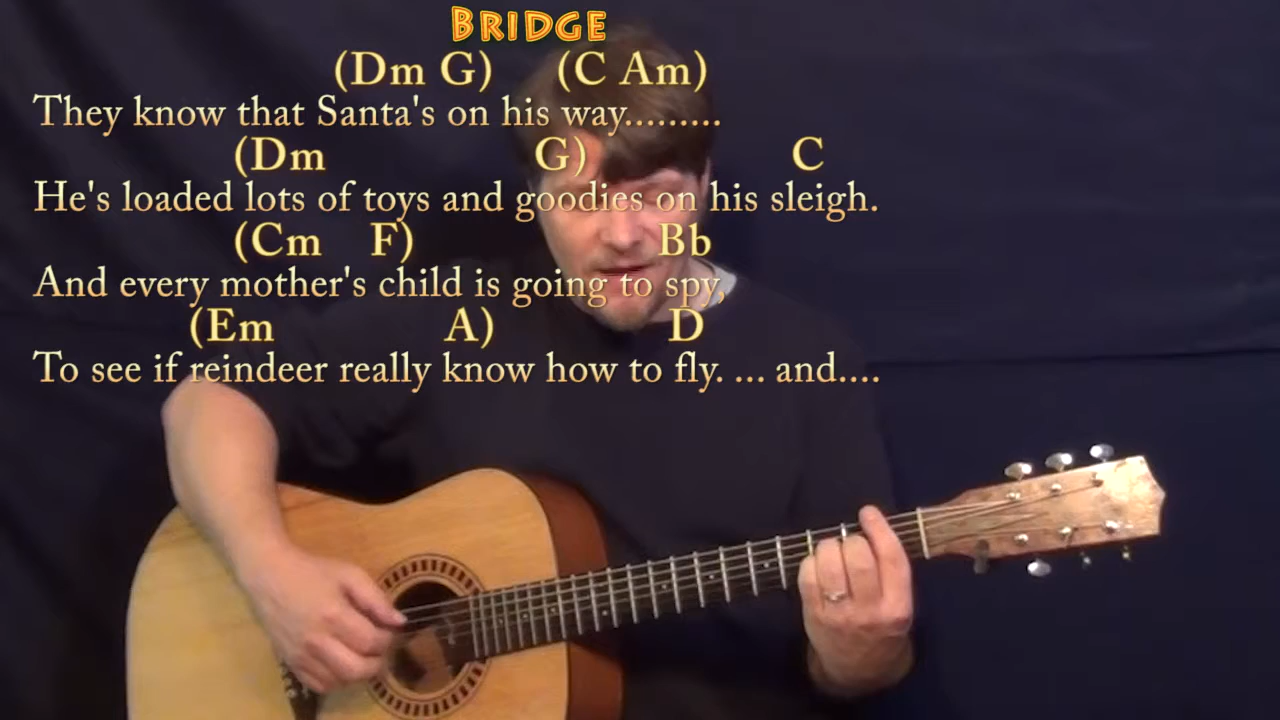 BRIDGE
(Dm G) (C Am)
They know that Santa's on his way.........
(Dm G) C
He's loaded lots of toys and goodies on his sleigh.
(Cm F) Bb
And every mother's child is going to spy,
(Em A) D
To see if reindeer really know how to fly. ... and....